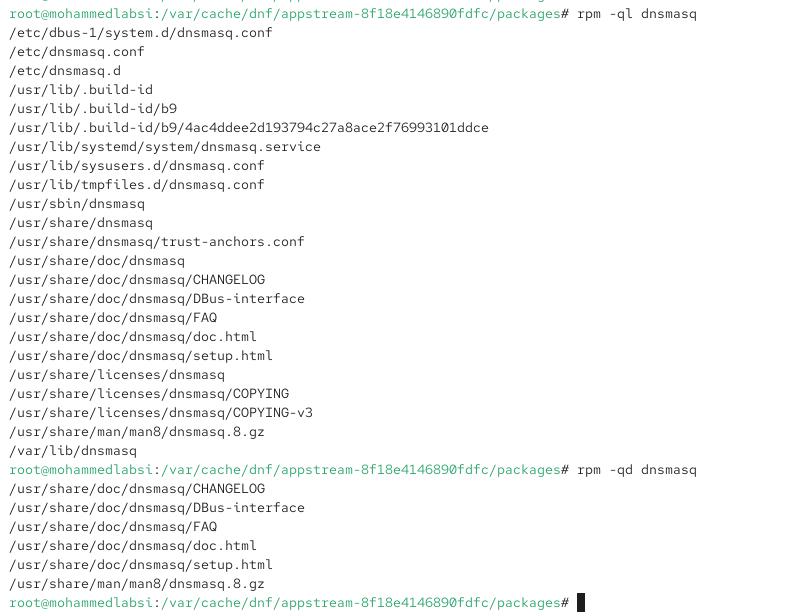 root@mohammedlabsi:/var/cache/dnf/appstream-8f18e4146890fdfc/packages# rpm -ql dnsmasq
/etc/dbus-1/system.d/dnsmasq.conf
/etc/dnsmasq.conf
/etc/dnsmasq.d
/usr/lib/.build-id
/usr/lib/.build-id/b9
/usr/lib/.build-id/b9/4ac4ddee2d193794c27a8ace2f76993101ddce
/usr/lib/systemd/system/dnsmasq.service
/usr/lib/sysusers.d/dnsmasq.conf
/usr/lib/tmpfiles.d/dnsmasq.conf
/usr/sbin/dnsmasq
/usr/share/dnsmasq
/usr/share/dnsmasq/trust-anchors.conf
/usr/share/doc/dnsmasq
/usr/share/doc/dnsmasq/CHANGELOG
/usr/share/doc/dnsmasq/DBus-interface
/usr/share/doc/dnsmasq/FAQ
/usr/share/doc/dnsmasq/doc.html
/usr/share/doc/dnsmasq/setup.html
/usr/share/licenses/dnsmasq
/usr/share/licenses/dnsmasq/COPYING
/usr/share/licenses/dnsmasq/COPYING-v3
/usr/share/man/man8/dnsmasq.8.gz
/var/lib/dnsmasq
root@mohammedlabsi:/var/cache/dnf/appstream-8f18e4146890fdfc/packages# rpm -qd dnsmasq
/usr/share/doc/dnsmasq/CHANGELOG
/usr/share/doc/dnsmasq/DBus-interface
/usr/share/doc/dnsmasq/FAQ
/usr/share/doc/dnsmasq/doc.html
/usr/share/doc/dnsmasq/setup.html
/usr/share/man/man8/dnsmasq.8.gz
root@mohammedlabsi:/var/cache/dnf/appstream-8f18e4146890fdfc/packages#